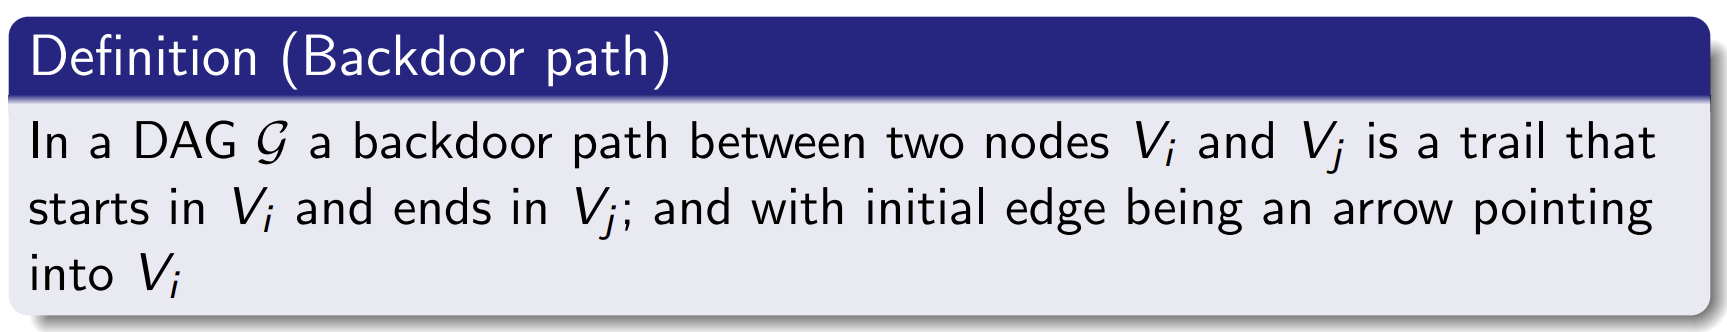 Definition (Backdoor path)
In a DAG 𝒢 a backdoor path between two nodes V_i and V_j is a trail that
starts in V_i and ends in V_j; and with initial edge being an arrow pointing
into V_i